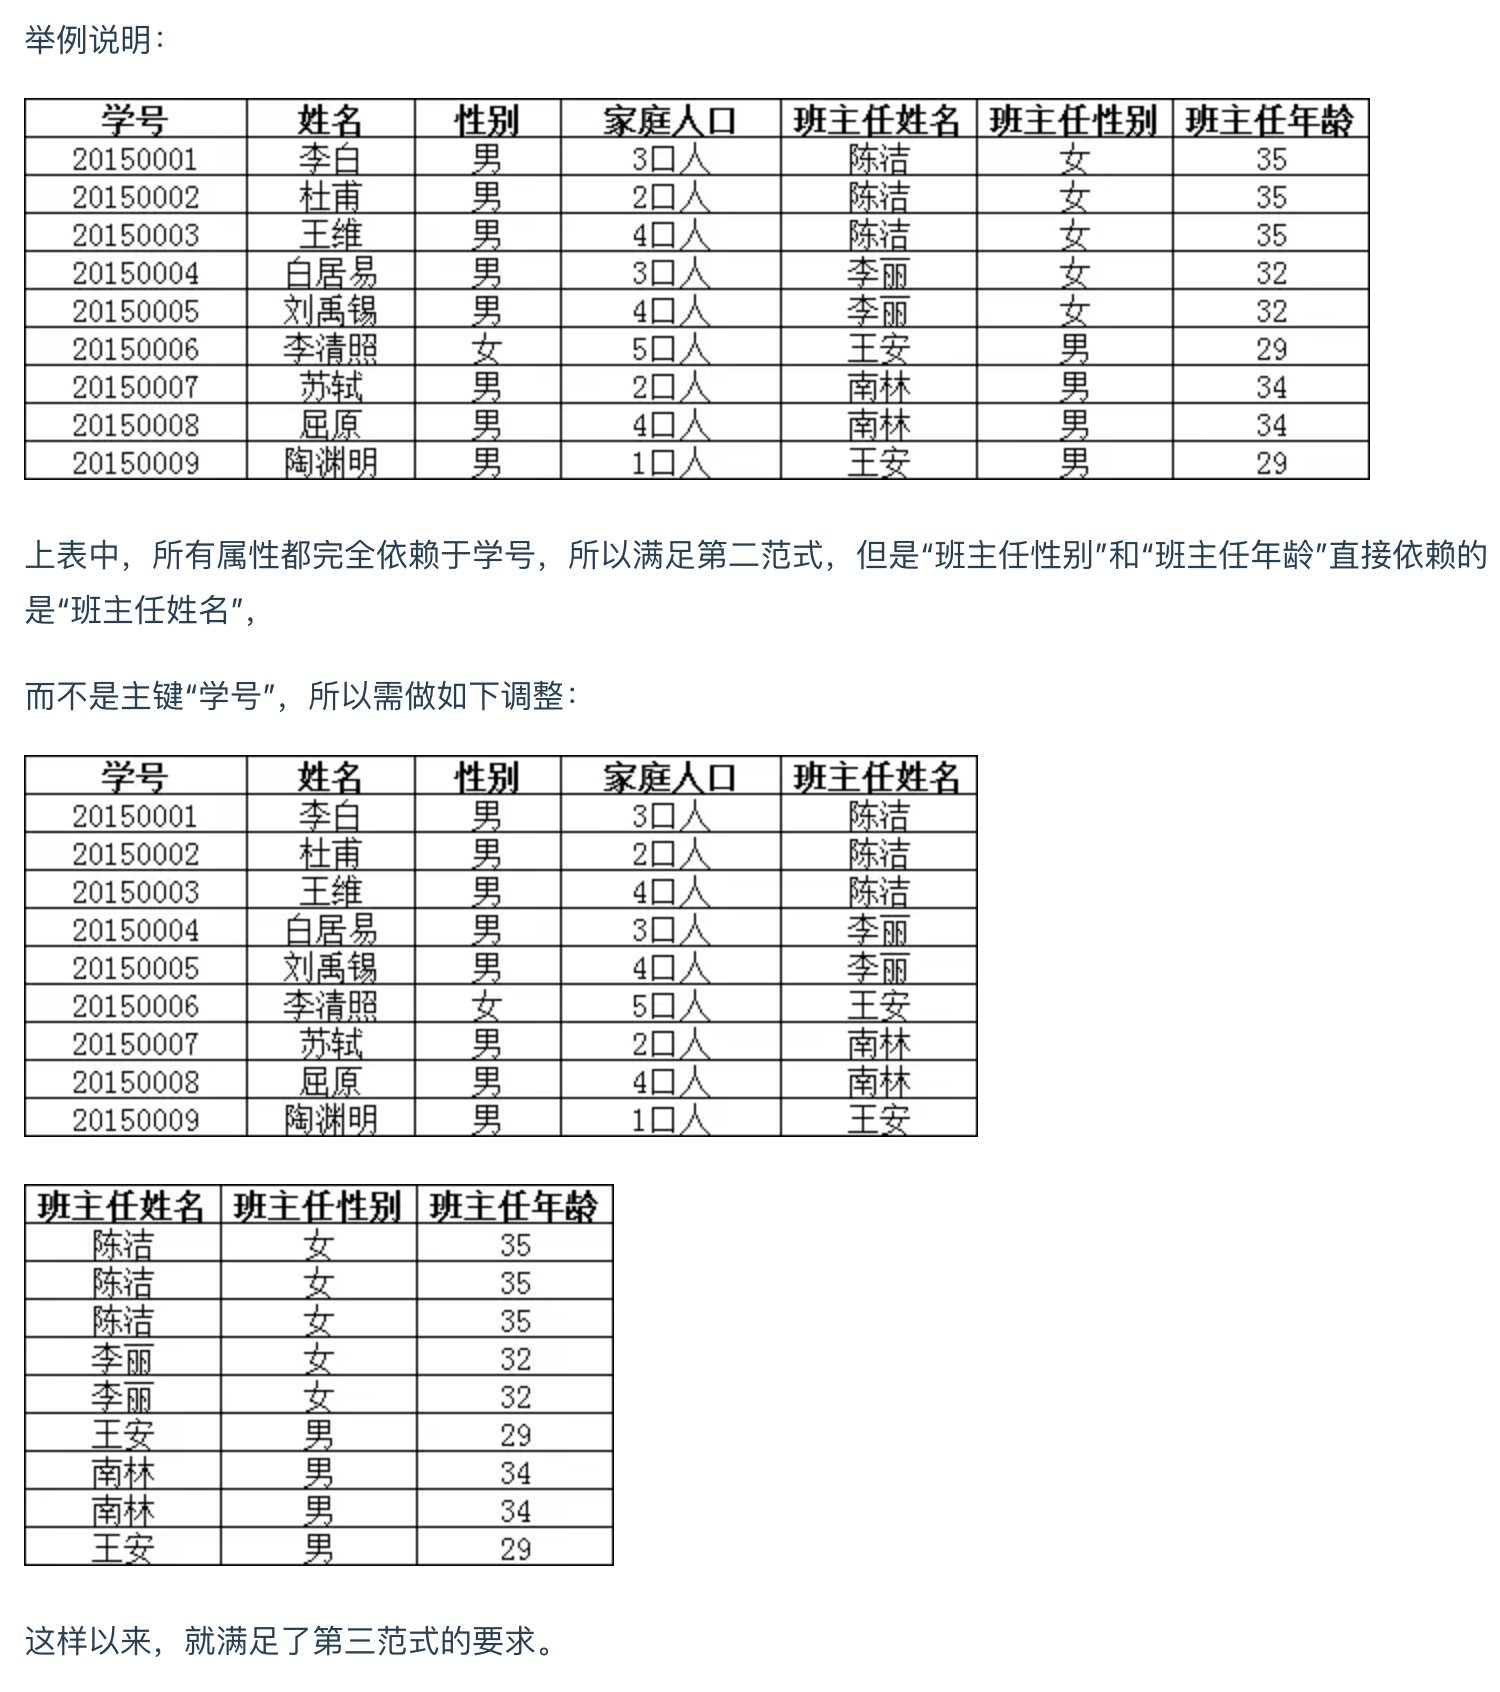 举例说明：
学号 姓名 性别 家庭人口 班主任姓名 班主任性别 班主任年龄
20150001 李白 男 3口人 陈洁 女 35
20150002 杜甫 男 2口人 陈洁 女 35
20150003 王维 男 4口人 陈洁 女 35
20150004 白居易 男 3口人 李丽 女 32
20150005 刘禹锡 男 4口人 李丽 女 32
20150006 李清照 女 5口人 王安 男 29
20150007 苏轼 男 2口人 南林 男 34
20150008 屈原 男 4口人 南林 男 34
20150009 陶渊明 男 1口人 王安 男 29
上表中，所有属性都完全依赖于学号，所以满足第二范式，但是“班主任性别”和“班主任年龄”直接依赖的
是“班主任姓名”，
而不是主键“学号”，所以需做如下调整：
学号 姓名 性别 家庭人口 班主任姓名
20150001 李白 男 3口人 陈洁
20150002 杜甫 男 2口人 陈洁
20150003 王维 男 4口人 陈洁
20150004 白居易 男 3口人 李丽
20150005 刘禹锡 男 4口人 李丽
20150006 李清照 女 5口人 王安
20150007 苏轼 男 2口人 南林
20150008 屈原 男 4口人 南林
20150009 陶渊明 男 1口人 王安
班主任姓名 班主任性别 班主任年龄
陈洁 女 35
陈洁 女 35
陈洁 女 35
李丽 女 32
李丽 女 32
王安 男 29
南林 男 34
南林 男 34
王安 男 29
这样以来，就满足了第三范式的要求。